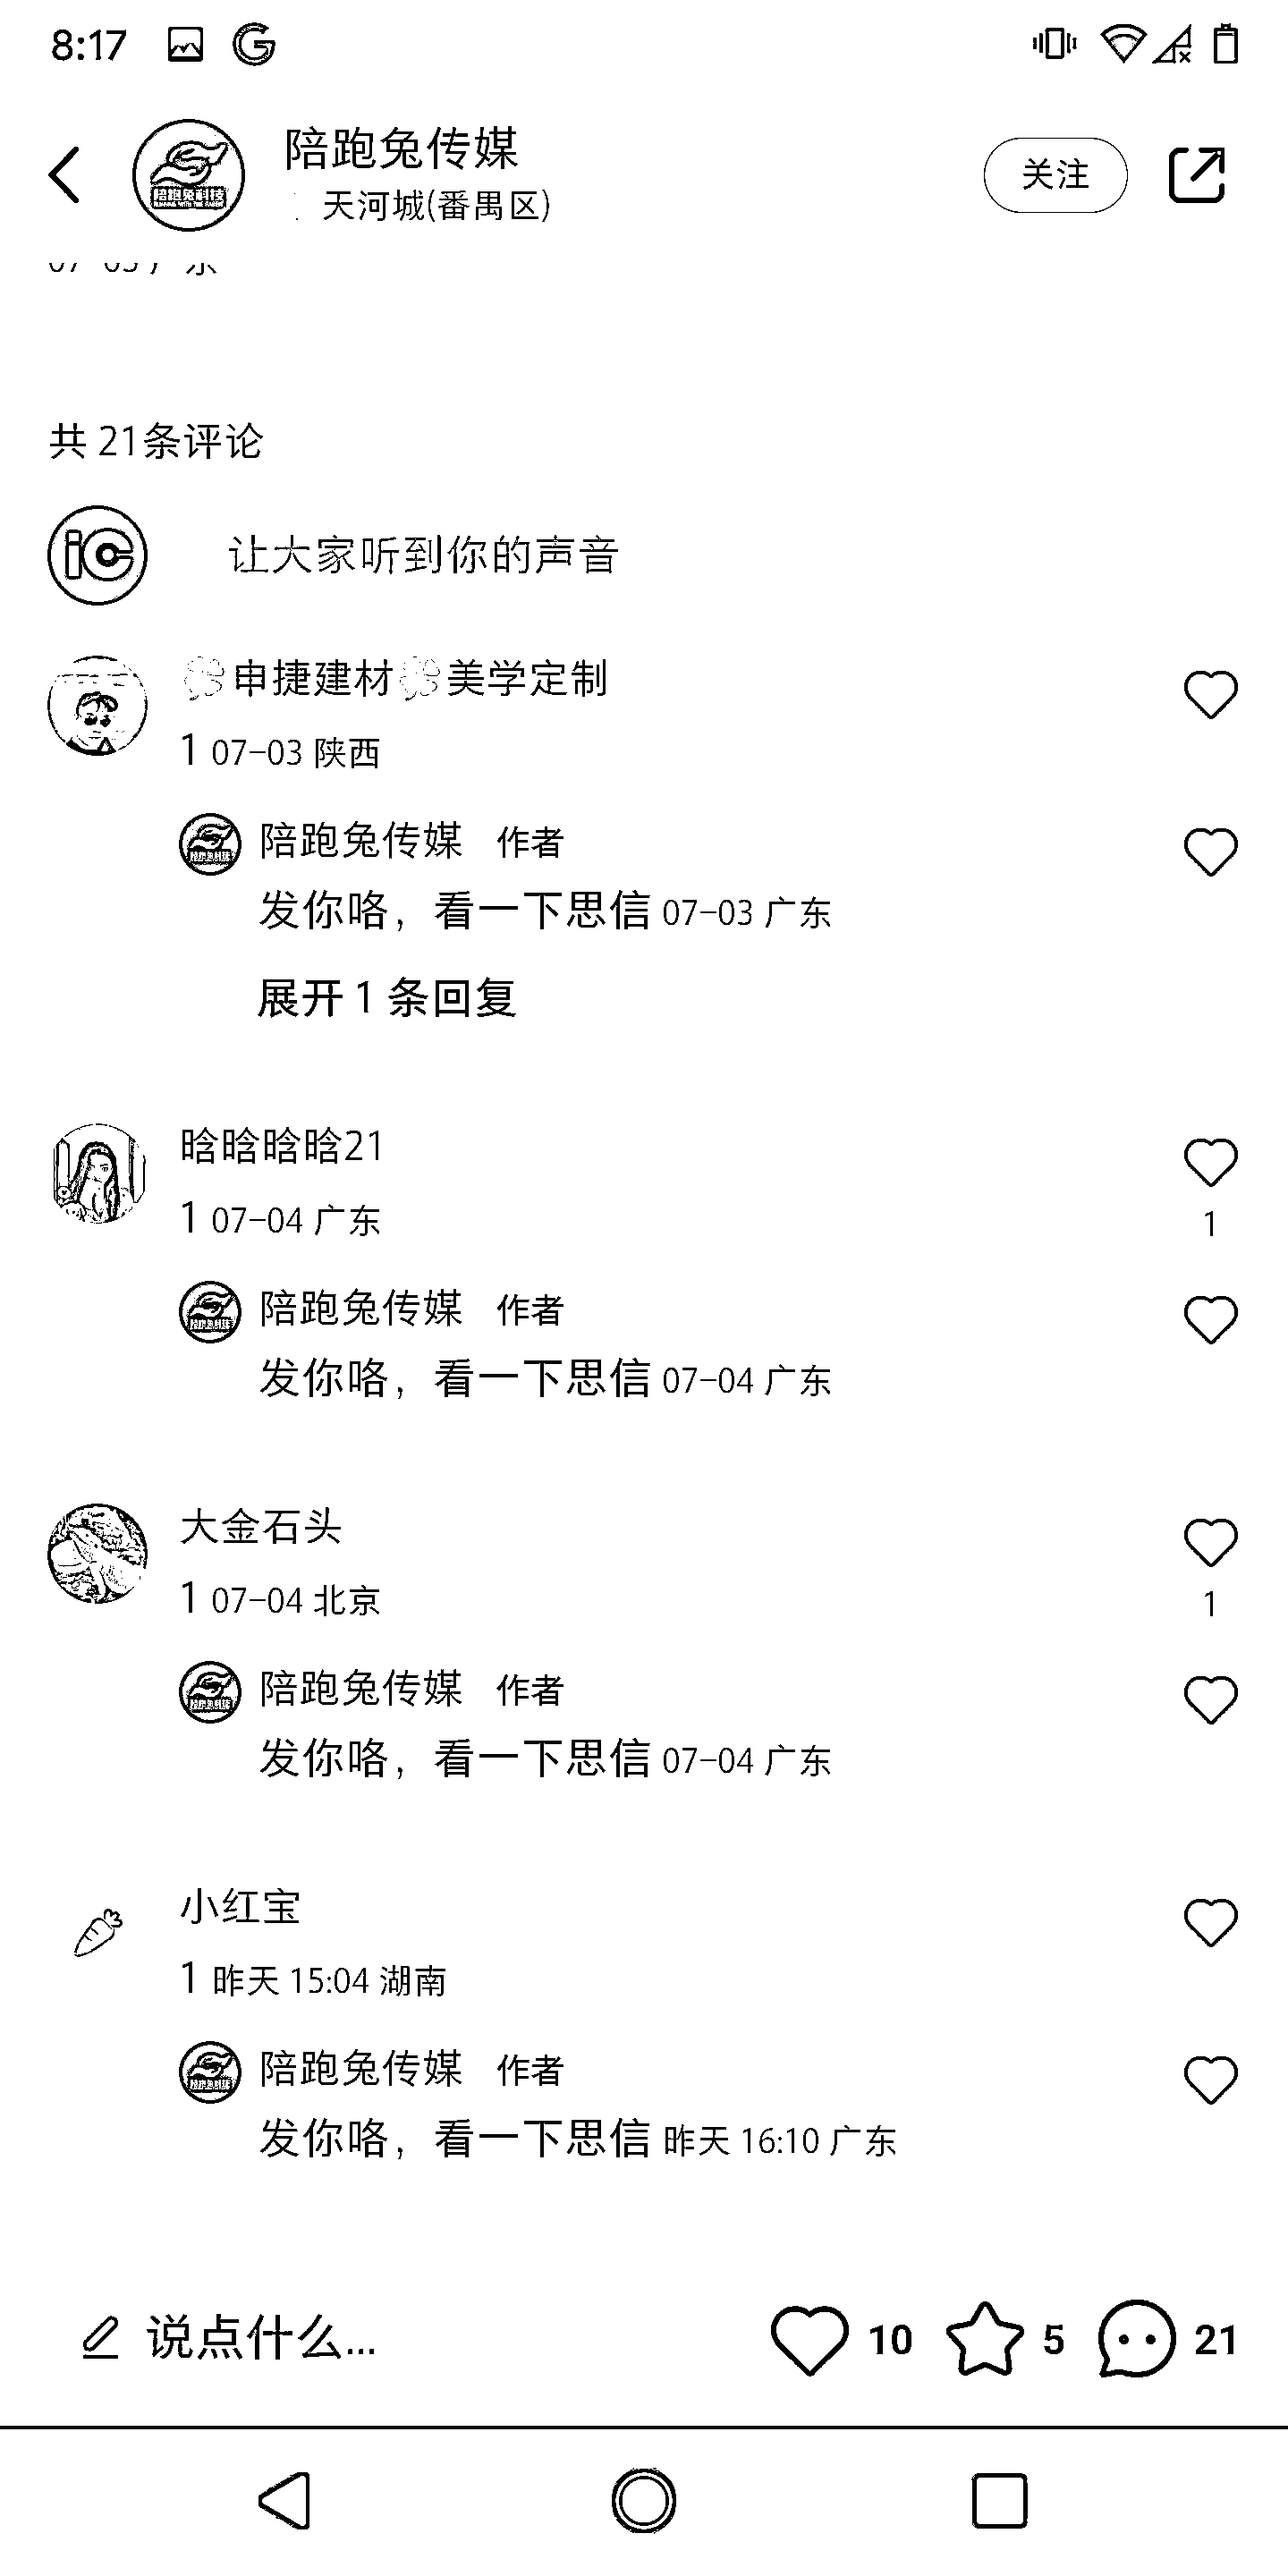 8:17
陪跑兔传媒
天河城(番禺区)
关注
07-03 广东
共 21条评论
让大家听到你的声音
申捷建材 美学定制
1 07-03 陕西
陪跑兔传媒 作者
发你咯，看一下思信 07-03 广东
展开 1 条回复
晗晗晗晗21
1 07-04 广东
1
陪跑兔传媒 作者
发你咯，看一下思信 07-04 广东
大金石头
1 07-04 北京
1
陪跑兔传媒 作者
发你咯，看一下思信 07-04 广东
小红宝
1 昨天 15:04 湖南
陪跑兔传媒 作者
发你咯，看一下思信 昨天 16:10 广东
说点什么... 10 5 21